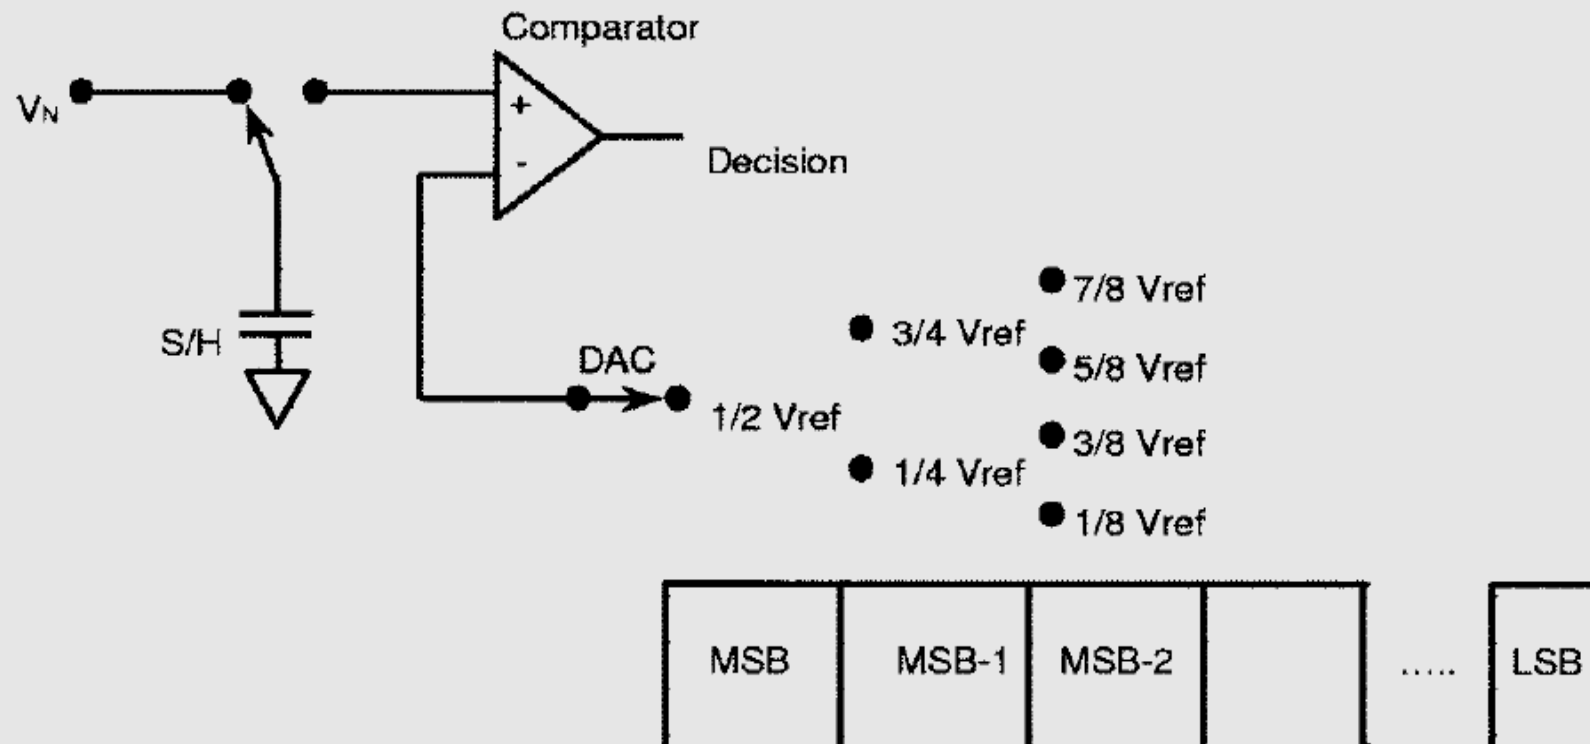 Comparator
VN
+
-
Decision
7/8 Vref
3/4 Vref
S/H
DAC
5/8 Vref
1/2 Vref
3/8 Vref
1/4 Vref
1/8 Vref
MSB MSB-1 MSB-2 ..... LSB